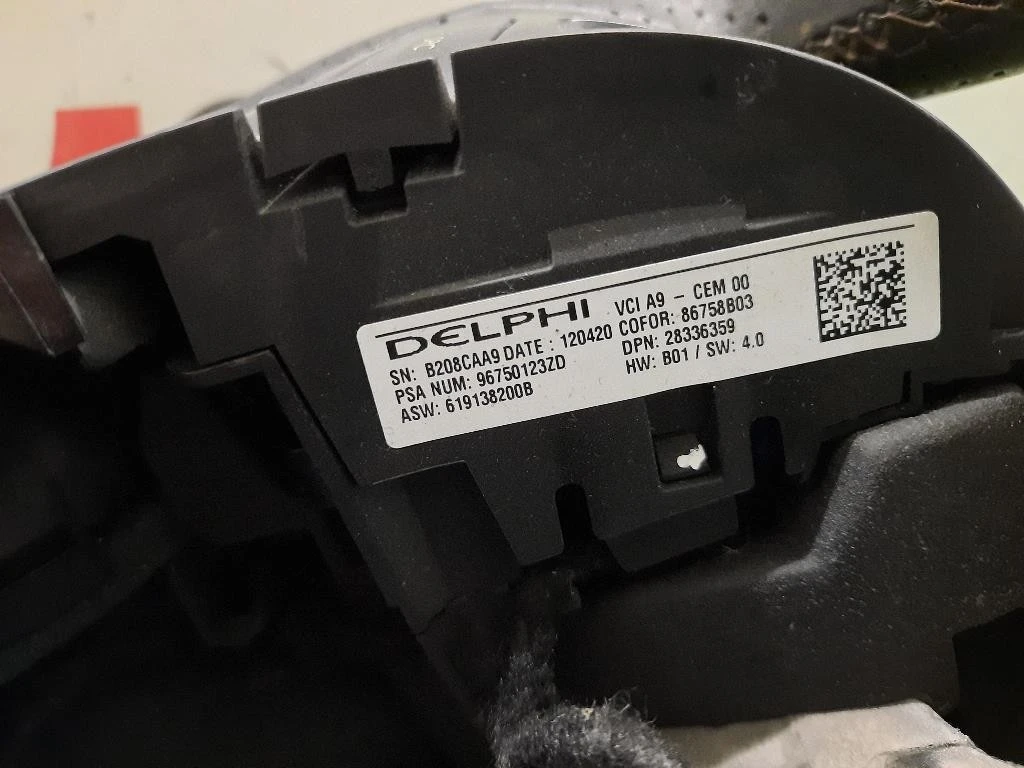 DELPHI VCI A9 - CEM 00
SN: B208CAA9 DATE : 120420 COFOR: 86758B03
PSA NUM: 96750123ZD DPN: 28336359
ASW: 619138200B HW: B01 / SW: 4.0